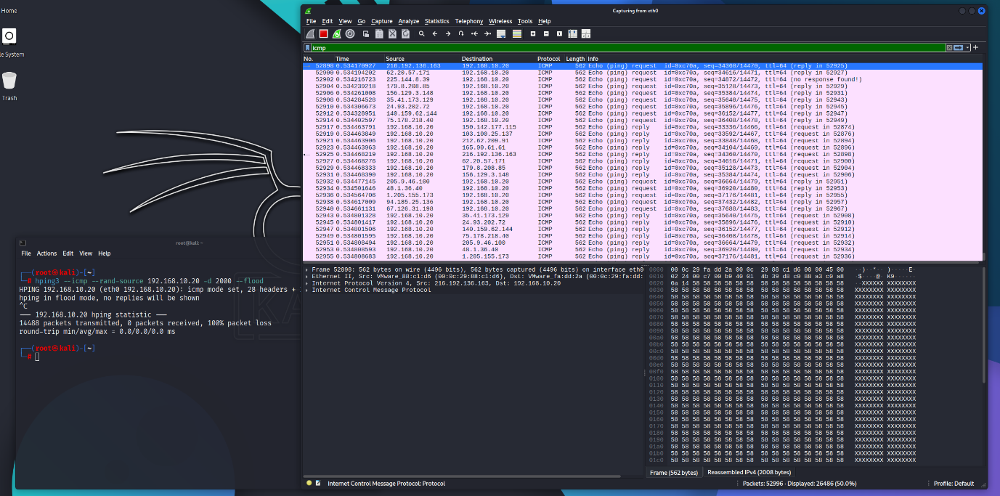 Home
le System
Trash
Capturing from eth0
File Edit View Go Capture Analyze Statistics Telephony Wireless Tools Help
icmp
No. Time Source Destination Protocol Length Info
52898 0.534170927 216.192.136.163 192.168.10.20 ICMP 562 Echo (ping) request id=0xc70a, seq=34360/14470, ttl=64 (reply in 52925)
52900 0.534194202 62.20.57.171 192.168.10.20 ICMP 562 Echo (ping) request id=0xc70a, seq=34616/14471, ttl=64 (reply in 52927)
52902 0.534216723 225.144.8.39 192.168.10.20 ICMP 562 Echo (ping) request id=0xc70a, seq=34872/14472, ttl=64 (no response found!)
52904 0.534239218 179.8.208.85 192.168.10.20 ICMP 562 Echo (ping) request id=0xc70a, seq=35128/14473, ttl=64 (reply in 52929)
52906 0.534261008 156.129.3.148 192.168.10.20 ICMP 562 Echo (ping) request id=0xc70a, seq=35384/14474, ttl=64 (reply in 52931)
52908 0.534284528 35.41.173.129 192.168.10.20 ICMP 562 Echo (ping) request id=0xc70a, seq=35640/14475, ttl=64 (reply in 52943)
52910 0.534306673 24.93.202.72 192.168.10.20 ICMP 562 Echo (ping) request id=0xc70a, seq=35896/14476, ttl=64 (reply in 52945)
52912 0.534328951 140.159.62.144 192.168.10.20 ICMP 562 Echo (ping) request id=0xc70a, seq=36152/14477, ttl=64 (reply in 52947)
52914 0.534402597 75.178.218.40 192.168.10.20 ICMP 562 Echo (ping) request id=0xc70a, seq=36408/14478, ttl=64 (reply in 52949)
52917 0.534463791 192.168.10.20 150.142.177.115 ICMP 562 Echo (ping) reply id=0xc70a, seq=33336/14466, ttl=64 (request in 52874)
52919 0.534463849 192.168.10.20 103.100.25.137 ICMP 562 Echo (ping) reply id=0xc70a, seq=33592/14467, ttl=64 (request in 52876)
52921 0.534463906 192.168.10.20 212.62.209.91 ICMP 562 Echo (ping) reply id=0xc70a, seq=33848/14468, ttl=64 (request in 52894)
52923 0.534463963 192.168.10.20 165.90.61.61 ICMP 562 Echo (ping) reply id=0xc70a, seq=34104/14469, ttl=64 (request in 52896)
52925 0.534468219 192.168.10.20 216.192.136.163 ICMP 562 Echo (ping) reply id=0xc70a, seq=34360/14470, ttl=64 (request in 52898)
52927 0.534468276 192.168.10.20 62.20.57.171 ICMP 562 Echo (ping) reply id=0xc70a, seq=34616/14471, ttl=64 (request in 52900)
52929 0.534468333 192.168.10.20 179.8.208.85 ICMP 562 Echo (ping) reply id=0xc70a, seq=35128/14473, ttl=64 (request in 52904)
52931 0.534468390 192.168.10.20 156.129.3.148 ICMP 562 Echo (ping) reply id=0xc70a, seq=35384/14474, ttl=64 (request in 52906)
52932 0.534477145 205.9.46.100 192.168.10.20 ICMP 562 Echo (ping) request id=0xc70a, seq=36664/14479, ttl=64 (reply in 52951)
52934 0.534501646 48.1.36.40 192.168.10.20 ICMP 562 Echo (ping) request id=0xc70a, seq=36920/14480, ttl=64 (reply in 52953)
52936 0.534564706 1.205.155.173 192.168.10.20 ICMP 562 Echo (ping) request id=0xc70a, seq=37176/14481, ttl=64 (reply in 52955)
52938 0.534617009 94.185.25.136 192.168.10.20 ICMP 562 Echo (ping) request id=0xc70a, seq=37432/14482, ttl=64 (reply in 52957)
52940 0.534661131 67.126.31.198 192.168.10.20 ICMP 562 Echo (ping) request id=0xc70a, seq=37688/14483, ttl=64 (reply in 52967)
52943 0.534801328 192.168.10.20 35.41.173.129 ICMP 562 Echo (ping) reply id=0xc70a, seq=35640/14475, ttl=64 (request in 52908)
52945 0.534801417 192.168.10.20 24.93.202.72 ICMP 562 Echo (ping) reply id=0xc70a, seq=35896/14476, ttl=64 (request in 52910)
52947 0.534801506 192.168.10.20 140.159.62.144 ICMP 562 Echo (ping) reply id=0xc70a, seq=36152/14477, ttl=64 (request in 52912)
52949 0.534801595 192.168.10.20 75.178.218.40 ICMP 562 Echo (ping) reply id=0xc70a, seq=36408/14478, ttl=64 (request in 52914)
52951 0.534808494 192.168.10.20 205.9.46.100 ICMP 562 Echo (ping) reply id=0xc70a, seq=36664/14479, ttl=64 (request in 52932)
52953 0.534808593 192.168.10.20 48.1.36.40 ICMP 562 Echo (ping) reply id=0xc70a, seq=36920/14480, ttl=64 (request in 52934)
52955 0.534808683 192.168.10.20 1.205.155.173 ICMP 562 Echo (ping) reply id=0xc70a, seq=37176/14481, ttl=64 (request in 52936)
root@kali: ~
File Actions Edit View Help
(root㉿kali)-[~]
# hping3 --icmp --rand-source 192.168.10.20 -d 2000 --flood
HPING 192.168.10.20 (eth0 192.168.10.20): icmp mode set, 28 headers +
hping in flood mode, no replies will be shown
^C
--- 192.168.10.20 hping statistic ---
14488 packets transmitted, 0 packets received, 100% packet loss
round-trip min/avg/max = 0.0/0.0/0.0 ms
(root㉿kali)-[~]
#
Frame 52898: 562 bytes on wire (4496 bits), 562 bytes captured (4496 bits) on interface eth0
Ethernet II, Src: VMware_88:c1:d6 (00:0c:29:88:c1:d6), Dst: VMware_fa:dd:2a (00:0c:29:fa:dd:
Internet Protocol Version 4, Src: 216.192.136.163, Dst: 192.168.10.20
Internet Control Message Protocol
0000 00 0c 29 fa dd 2a 00 0c 29 88 c1 d6 08 00 45 00 ··)··*·· )·····E·
0010 02 24 00 c7 00 b9 40 01 4b 39 d8 c0 88 a3 c0 a8 ·$····@· K9······
0020 0a 14 58 58 58 58 58 58 58 58 58 58 58 58 58 58 ··XXXXXX XXXXXXXX
0030 58 58 58 58 58 58 58 58 58 58 58 58 58 58 58 58 XXXXXXXX XXXXXXXX
0040 58 58 58 58 58 58 58 58 58 58 58 58 58 58 58 58 XXXXXXXX XXXXXXXX
0050 58 58 58 58 58 58 58 58 58 58 58 58 58 58 58 58 XXXXXXXX XXXXXXXX
0060 58 58 58 58 58 58 58 58 58 58 58 58 58 58 58 58 XXXXXXXX XXXXXXXX
0070 58 58 58 58 58 58 58 58 58 58 58 58 58 58 58 58 XXXXXXXX XXXXXXXX
0080 58 58 58 58 58 58 58 58 58 58 58 58 58 58 58 58 XXXXXXXX XXXXXXXX
0090 58 58 58 58 58 58 58 58 58 58 58 58 58 58 58 58 XXXXXXXX XXXXXXXX
00a0 58 58 58 58 58 58 58 58 58 58 58 58 58 58 58 58 XXXXXXXX XXXXXXXX
00b0 58 58 58 58 58 58 58 58 58 58 58 58 58 58 58 58 XXXXXXXX XXXXXXXX
00c0 58 58 58 58 58 58 58 58 58 58 58 58 58 58 58 58 XXXXXXXX XXXXXXXX
00d0 58 58 58 58 58 58 58 58 58 58 58 58 58 58 58 58 XXXXXXXX XXXXXXXX
00e0 58 58 58 58 58 58 58 58 58 58 58 58 58 58 58 58 XXXXXXXX XXXXXXXX
00f0 58 58 58 58 58 58 58 58 58 58 58 58 58 58 58 58 XXXXXXXX XXXXXXXX
0100 58 58 58 58 58 58 58 58 58 58 58 58 58 58 58 58 XXXXXXXX XXXXXXXX
0110 58 58 58 58 58 58 58 58 58 58 58 58 58 58 58 58 XXXXXXXX XXXXXXXX
0120 58 58 58 58 58 58 58 58 58 58 58 58 58 58 58 58 XXXXXXXX XXXXXXXX
0130 58 58 58 58 58 58 58 58 58 58 58 58 58 58 58 58 XXXXXXXX XXXXXXXX
0140 58 58 58 58 58 58 58 58 58 58 58 58 58 58 58 58 XXXXXXXX XXXXXXXX
0150 58 58 58 58 58 58 58 58 58 58 58 58 58 58 58 58 XXXXXXXX XXXXXXXX
0160 58 58 58 58 58 58 58 58 58 58 58 58 58 58 58 58 XXXXXXXX XXXXXXXX
0170 58 58 58 58 58 58 58 58 58 58 58 58 58 58 58 58 XXXXXXXX XXXXXXXX
0180 58 58 58 58 58 58 58 58 58 58 58 58 58 58 58 58 XXXXXXXX XXXXXXXX
0190 58 58 58 58 58 58 58 58 58 58 58 58 58 58 58 58 XXXXXXXX XXXXXXXX
01a0 58 58 58 58 58 58 58 58 58 58 58 58 58 58 58 58 XXXXXXXX XXXXXXXX
01b0 58 58 58 58 58 58 58 58 58 58 58 58 58 58 58 58 XXXXXXXX XXXXXXXX
01c0 58 58 58 58 58 58 58 58 58 58 58 58 58 58 58 58 XXXXXXXX XXXXXXXX
Frame (562 bytes) Reassembled IPv4 (2008 bytes)
Internet Control Message Protocol: Protocol
Packets: 52996 · Displayed: 26486 (50.0%)
Profile: Default